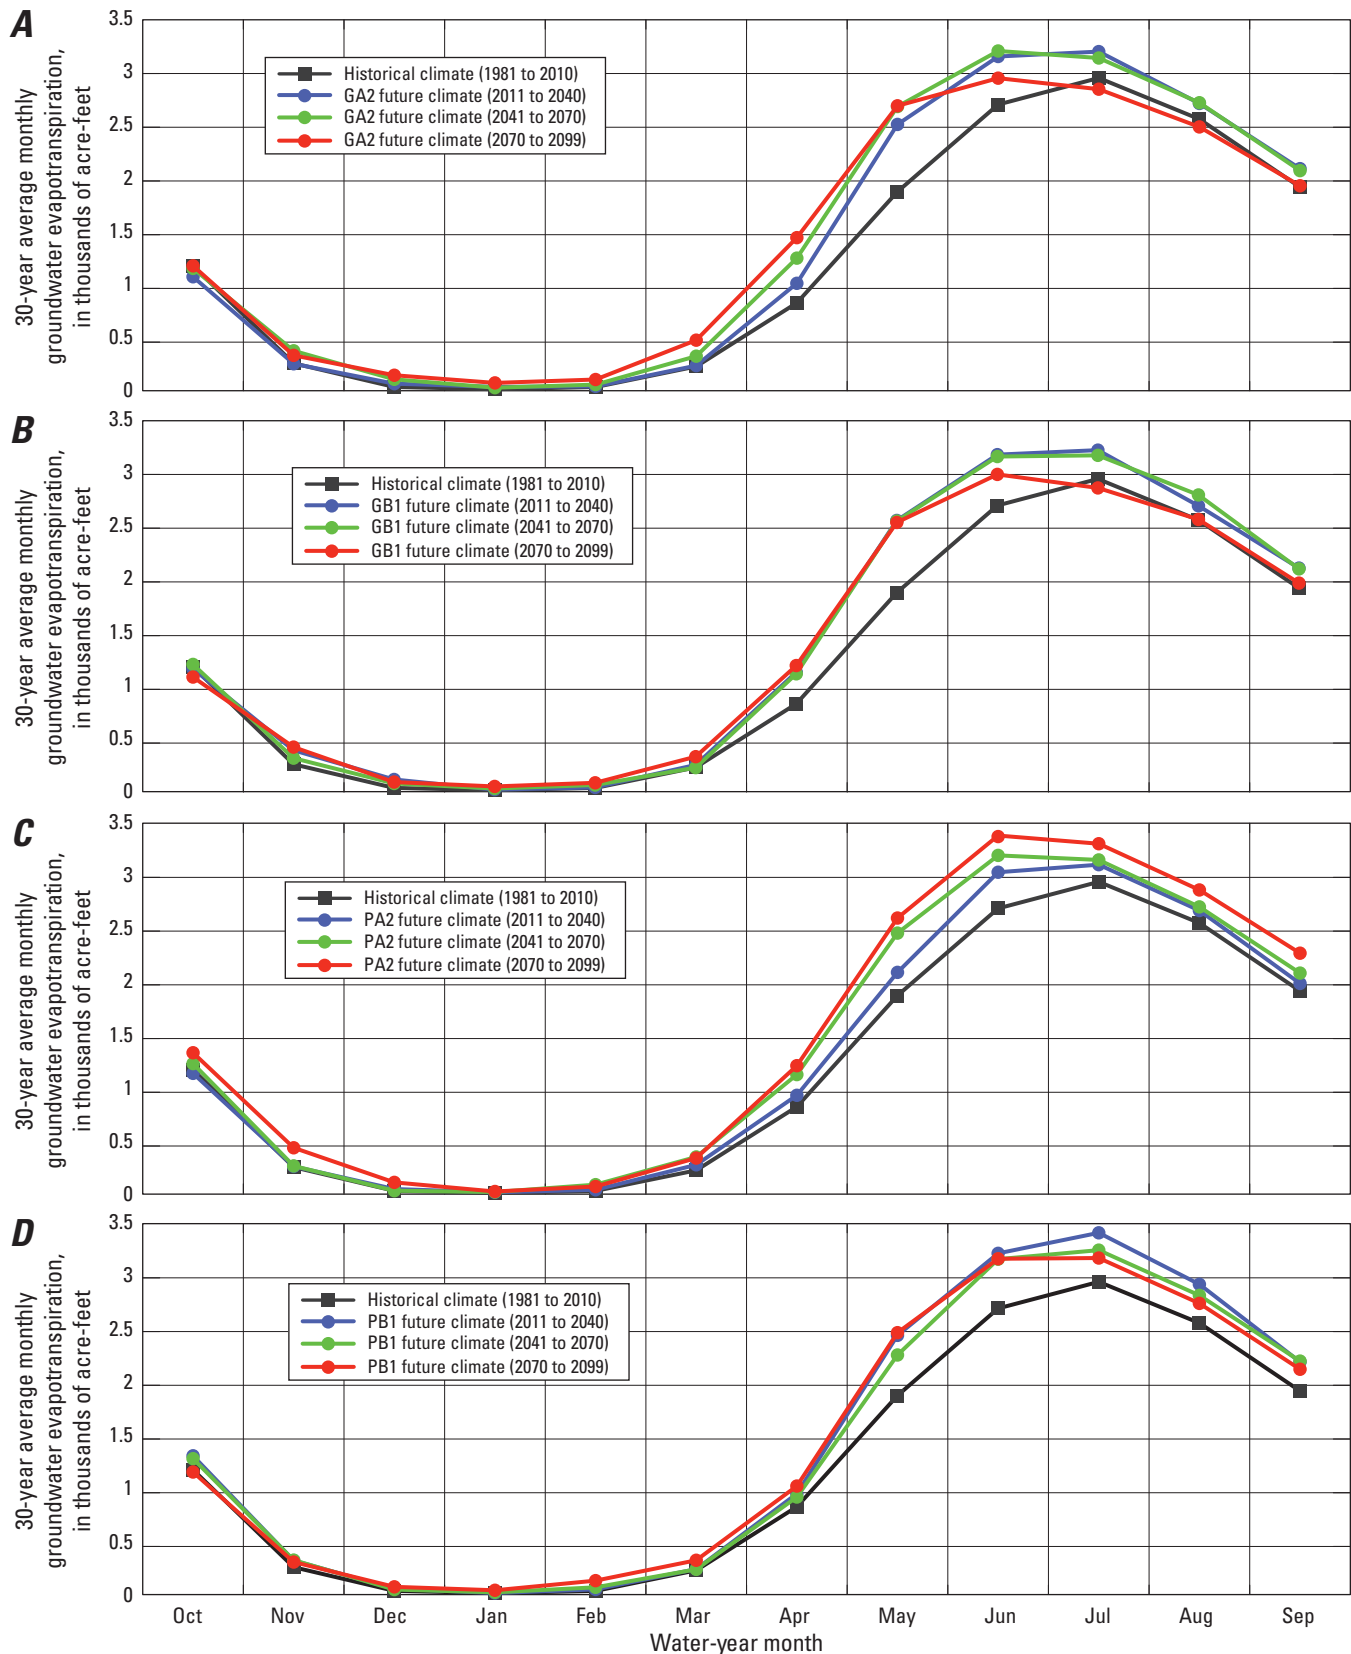 A
30-year average monthly
groundwater evapotranspiration,
in thousands of acre-feet
3.5
3
2.5
2
1.5
1
0.5
0
Historical climate (1981 to 2010)
GA2 future climate (2011 to 2040)
GA2 future climate (2041 to 2070)
GA2 future climate (2070 to 2099)
B
30-year average monthly
groundwater evapotranspiration,
in thousands of acre-feet
3.5
3
2.5
2
1.5
1
0.5
0
Historical climate (1981 to 2010)
GB1 future climate (2011 to 2040)
GB1 future climate (2041 to 2070)
GB1 future climate (2070 to 2099)
C
30-year average monthly
groundwater evapotranspiration,
in thousands of acre-feet
3.5
3
2.5
2
1.5
1
0.5
0
Historical climate (1981 to 2010)
PA2 future climate (2011 to 2040)
PA2 future climate (2041 to 2070)
PA2 future climate (2070 to 2099)
D
30-year average monthly
groundwater evapotranspiration,
in thousands of acre-feet
3.5
3
2.5
2
1.5
1
0.5
0
Historical climate (1981 to 2010)
PB1 future climate (2011 to 2040)
PB1 future climate (2041 to 2070)
PB1 future climate (2070 to 2099)
Oct Nov Dec Jan Feb Mar Apr May Jun Jul Aug Sep
Water-year month